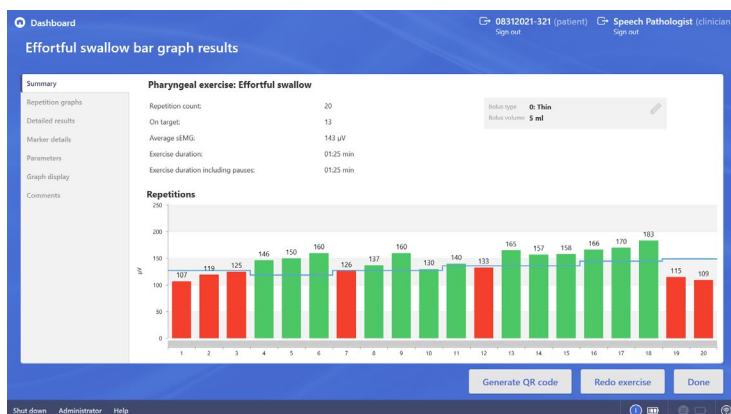 Dashboard
08312021-321 (patient)
Sign out
Speech Pathologist (clinician
Sign out
Effortful swallow bar graph results
Summary
Repetition graphs
Detailed results
Marker details
Parameters
Graph display
Comments
Pharyngeal exercise: Effortful swallow
Repetition count: 20
On target: 13
Average sEMG: 143 µV
Exercise duration: 01:25 min
Exercise duration including pauses: 01:25 min
Bolus type 0: Thin
Bolus volume 5 ml
Repetitions
µV
250
200
150
100
50
0
107 119 125 146 150 160 126 137 160 130 140 133 165 157 158 166 170 183 115 109
1 2 3 4 5 6 7 8 9 10 11 12 13 14 15 16 17 18 19 20
Generate QR code
Redo exercise
Done
Shut down Administrator Help